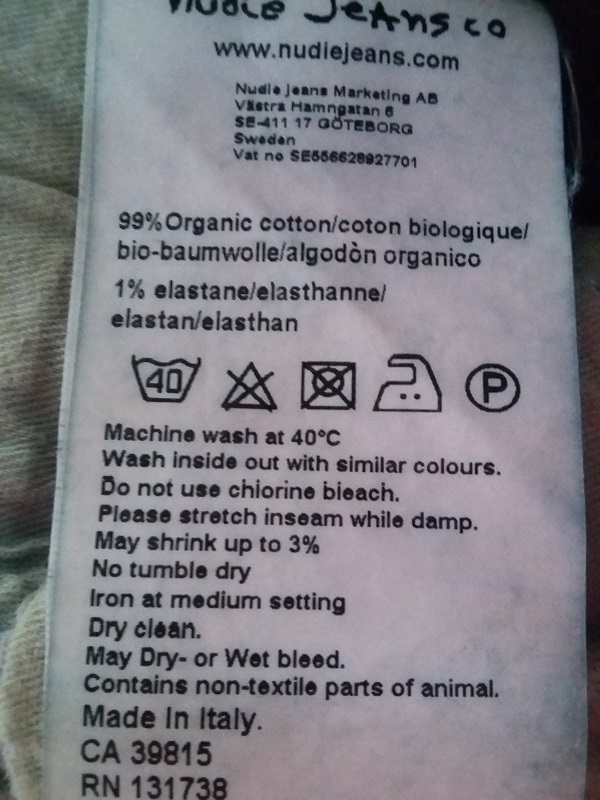 Nudie Jeans co
www.nudiejeans.com
Nudie Jeans Marketing AB
Västra Hamngatan 6
SE-411 17 GÖTEBORG
Sweden
Vat no SE556628927701
99%Organic cotton/coton biologique/
bio-baumwolle/algodòn organico
1% elastane/elasthanne/
elastan/elasthan
40 P
Machine wash at 40°C
Wash inside out with similar colours.
Do not use chlorine bleach.
Please stretch inseam while damp.
May shrink up to 3%
No tumble dry
Iron at medium setting
Dry clean.
May Dry- or Wet bleed.
Contains non-textile parts of animal.
Made In Italy.
CA 39815
RN 131738